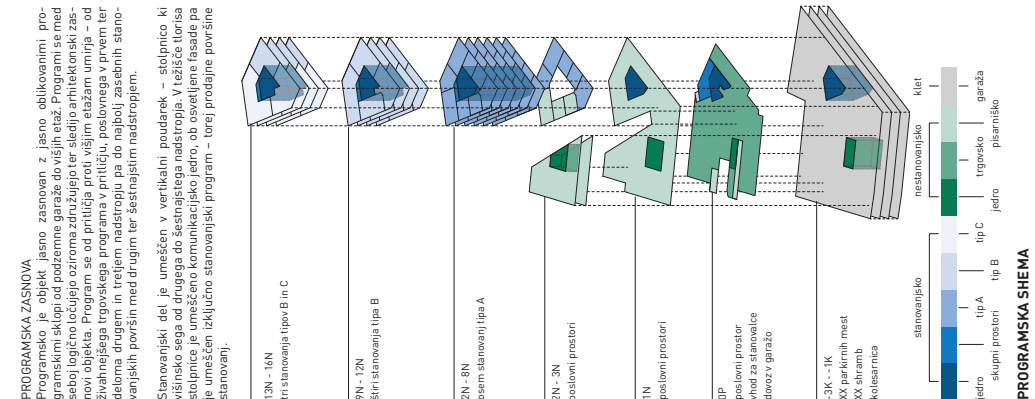 PROGRAMSKA ZASNOVA
Programsko je objekt jasno zasnovan z jasno oblikovanimi pro-
gramskimi sklopi od podzemne garaže do višjih etaž. Programi se med
seboj logično ločujejo oziroma združujejo ter sledijo arhitektonski zas-
novi objekta. Program se od pritličja proti višjim etažam umirja – od
živahnejšega trgovskega programa v pritličju, poslovnega v prvem ter
deloma drugem in tretjem nadstropju pa do najbolj zasebnih stano-
vanjskih površin med drugim ter šestnajstim nadstropjem.
Stanovanjski del je umeščen v vertikalni poudarek – stolpnico ki
višinsko sega od drugega do šestnajstega nadstropja. V težišče tlorisa
stolpnice je umeščeno komunikacijsko jedro, ob osvetljene fasade pa
je umeščen izključno stanovanjski program – torej prodajne površine
stanovanj.
13N - 16N
tri stanovanja tipov B in C
9N - 12N
štiri stanovanja tipa B
2N - 8N
osem stanovanj tipa A
2N - 3N
poslovni prostori
1N
poslovni prostori
0P
poslovni prostor
vhod za stanovalce
dovoz v garažo
-3K - -1K
XX parkirnih mest
XX shramb
kolesarnica
stanovanjsko
nestanovanjsko
klet
jedro
skupni prostori
tip A
tip B
tip C
jedro
trgovsko
pisarniško
garaža
PROGRAMSKA SHEMA